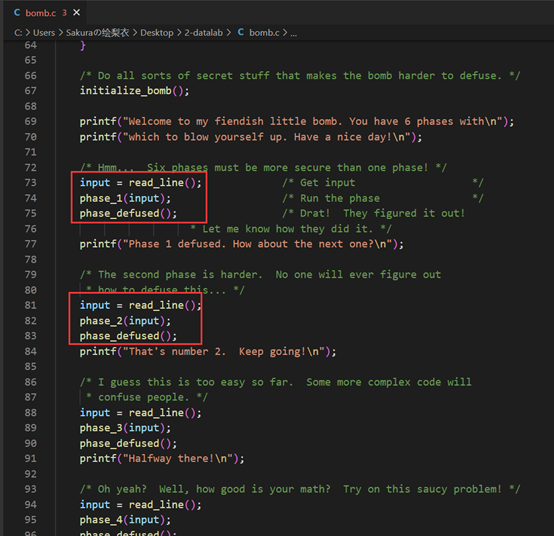 bomb.c 3 ×
C: > Users > Sakuraの绘梨衣 > Desktop > 2-datalab > C bomb.c > ...
64 }
65
66 /* Do all sorts of secret stuff that makes the bomb harder to defuse. */
67 initialize_bomb();
68
69 printf("Welcome to my fiendish little bomb. You have 6 phases with\n");
70 printf("which to blow yourself up. Have a nice day!\n");
71
72 /* Hmm... Six phases must be more secure than one phase! */
73 input = read_line(); /* Get input */
74 phase_1(input); /* Run the phase */
75 phase_defused(); /* Drat! They figured it out!
76 * Let me know how they did it. */
77 printf("Phase 1 defused. How about the next one?\n");
78
79 /* The second phase is harder. No one will ever figure out
80 * how to defuse this... */
81 input = read_line();
82 phase_2(input);
83 phase_defused();
84 printf("That's number 2. Keep going!\n");
85
86 /* I guess this is too easy so far. Some more complex code will
87 * confuse people. */
88 input = read_line();
89 phase_3(input);
90 phase_defused();
91 printf("Halfway there!\n");
92
93 /* Oh yeah? Well, how good is your math? Try on this saucy problem! */
94 input = read_line();
95 phase_4(input);
96 phase_defused();